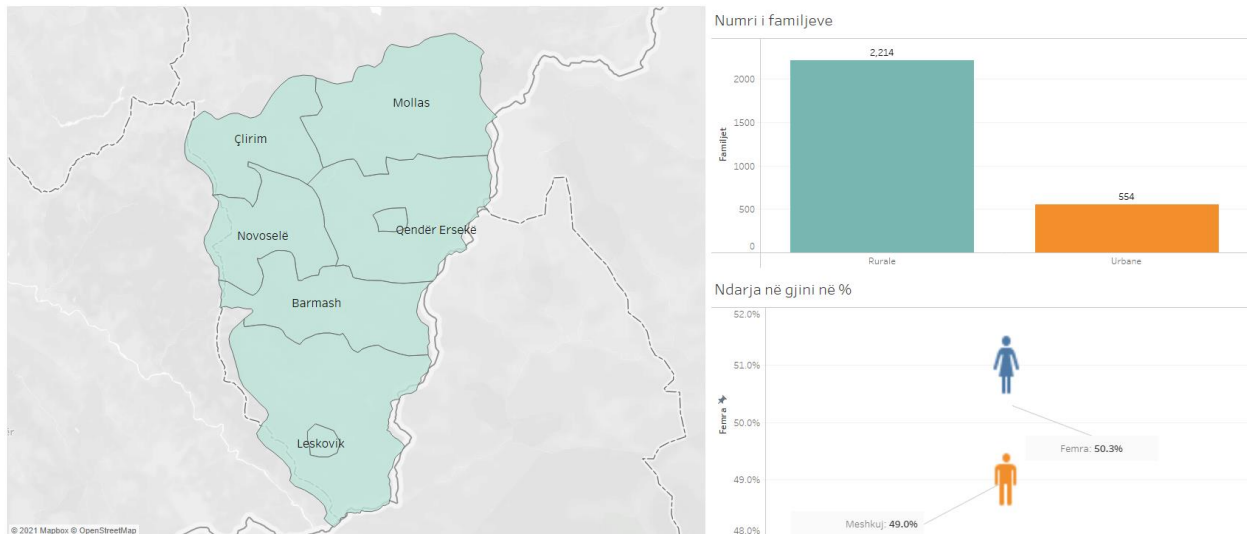 Mollas
Çlirim
Qendër Ersekë
Novoselë
Barmash
Leskovik
ër
© 2021 Mapbox © OpenStreetMap
Numri i familjeve
Familjet
2000
1500
1000
500
0
2,214
554
Rurale
Urbane
Ndarja në gjini në %
Femra
52.0%
51.0%
50.0%
49.0%
48.0%
Femra: 50.3%
Meshkuj: 49.0%